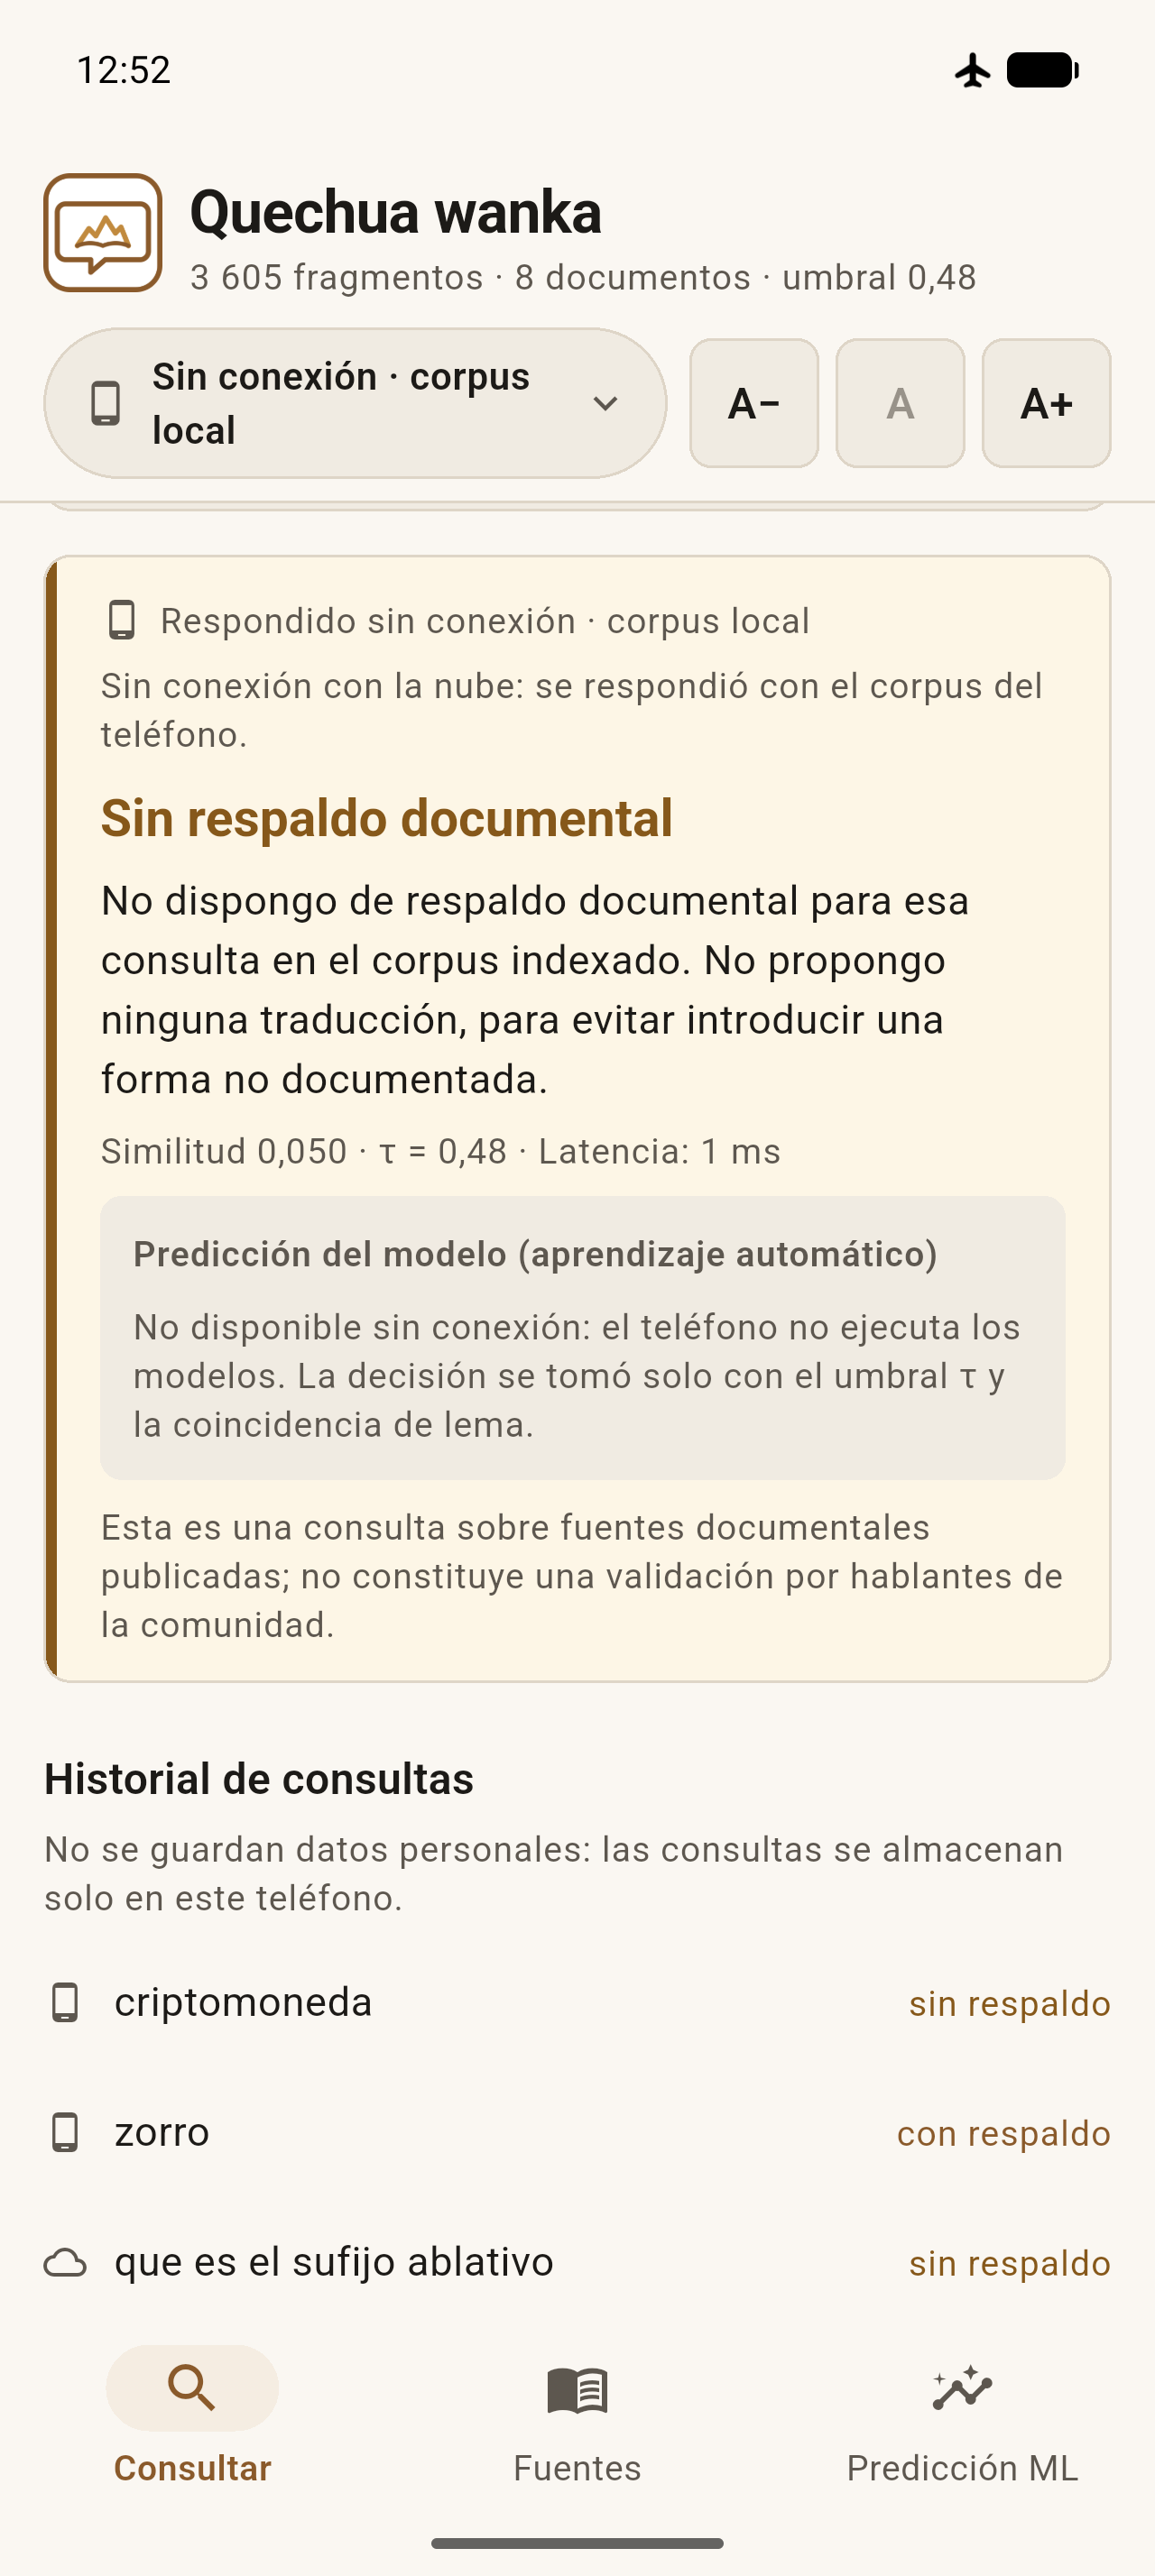 12:52
Quechua wanka
3 605 fragmentos · 8 documentos · umbral 0,48
Sin conexión · corpus
local
A−
A
A+
Respondido sin conexión · corpus local
Sin conexión con la nube: se respondió con el corpus del
teléfono.
Sin respaldo documental
No dispongo de respaldo documental para esa
consulta en el corpus indexado. No propongo
ninguna traducción, para evitar introducir una
forma no documentada.
Similitud 0,050 · τ = 0,48 · Latencia: 1 ms
Predicción del modelo (aprendizaje automático)
No disponible sin conexión: el teléfono no ejecuta los
modelos. La decisión se tomó solo con el umbral τ y
la coincidencia de lema.
Esta es una consulta sobre fuentes documentales
publicadas; no constituye una validación por hablantes de
la comunidad.
Historial de consultas
No se guardan datos personales: las consultas se almacenan
solo en este teléfono.
criptomoneda sin respaldo
zorro con respaldo
que es el sufijo ablativo sin respaldo
Consultar Fuentes Predicción ML